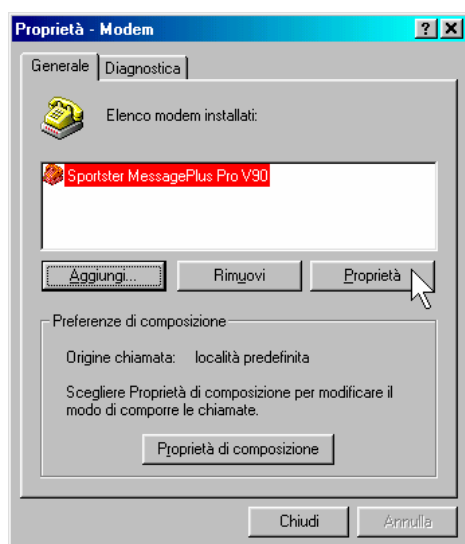 Proprietà - Modem
Generale Diagnostica
Elenco modem installati:
Sportster MessagePlus Pro V90
Aggiungi... Rimuovi Proprietà
Preferenze di composizione
Origine chiamata: località predefinita
Scegliere Proprietà di composizione per modificare il
modo di comporre le chiamate.
Proprietà di composizione
Chiudi Annulla